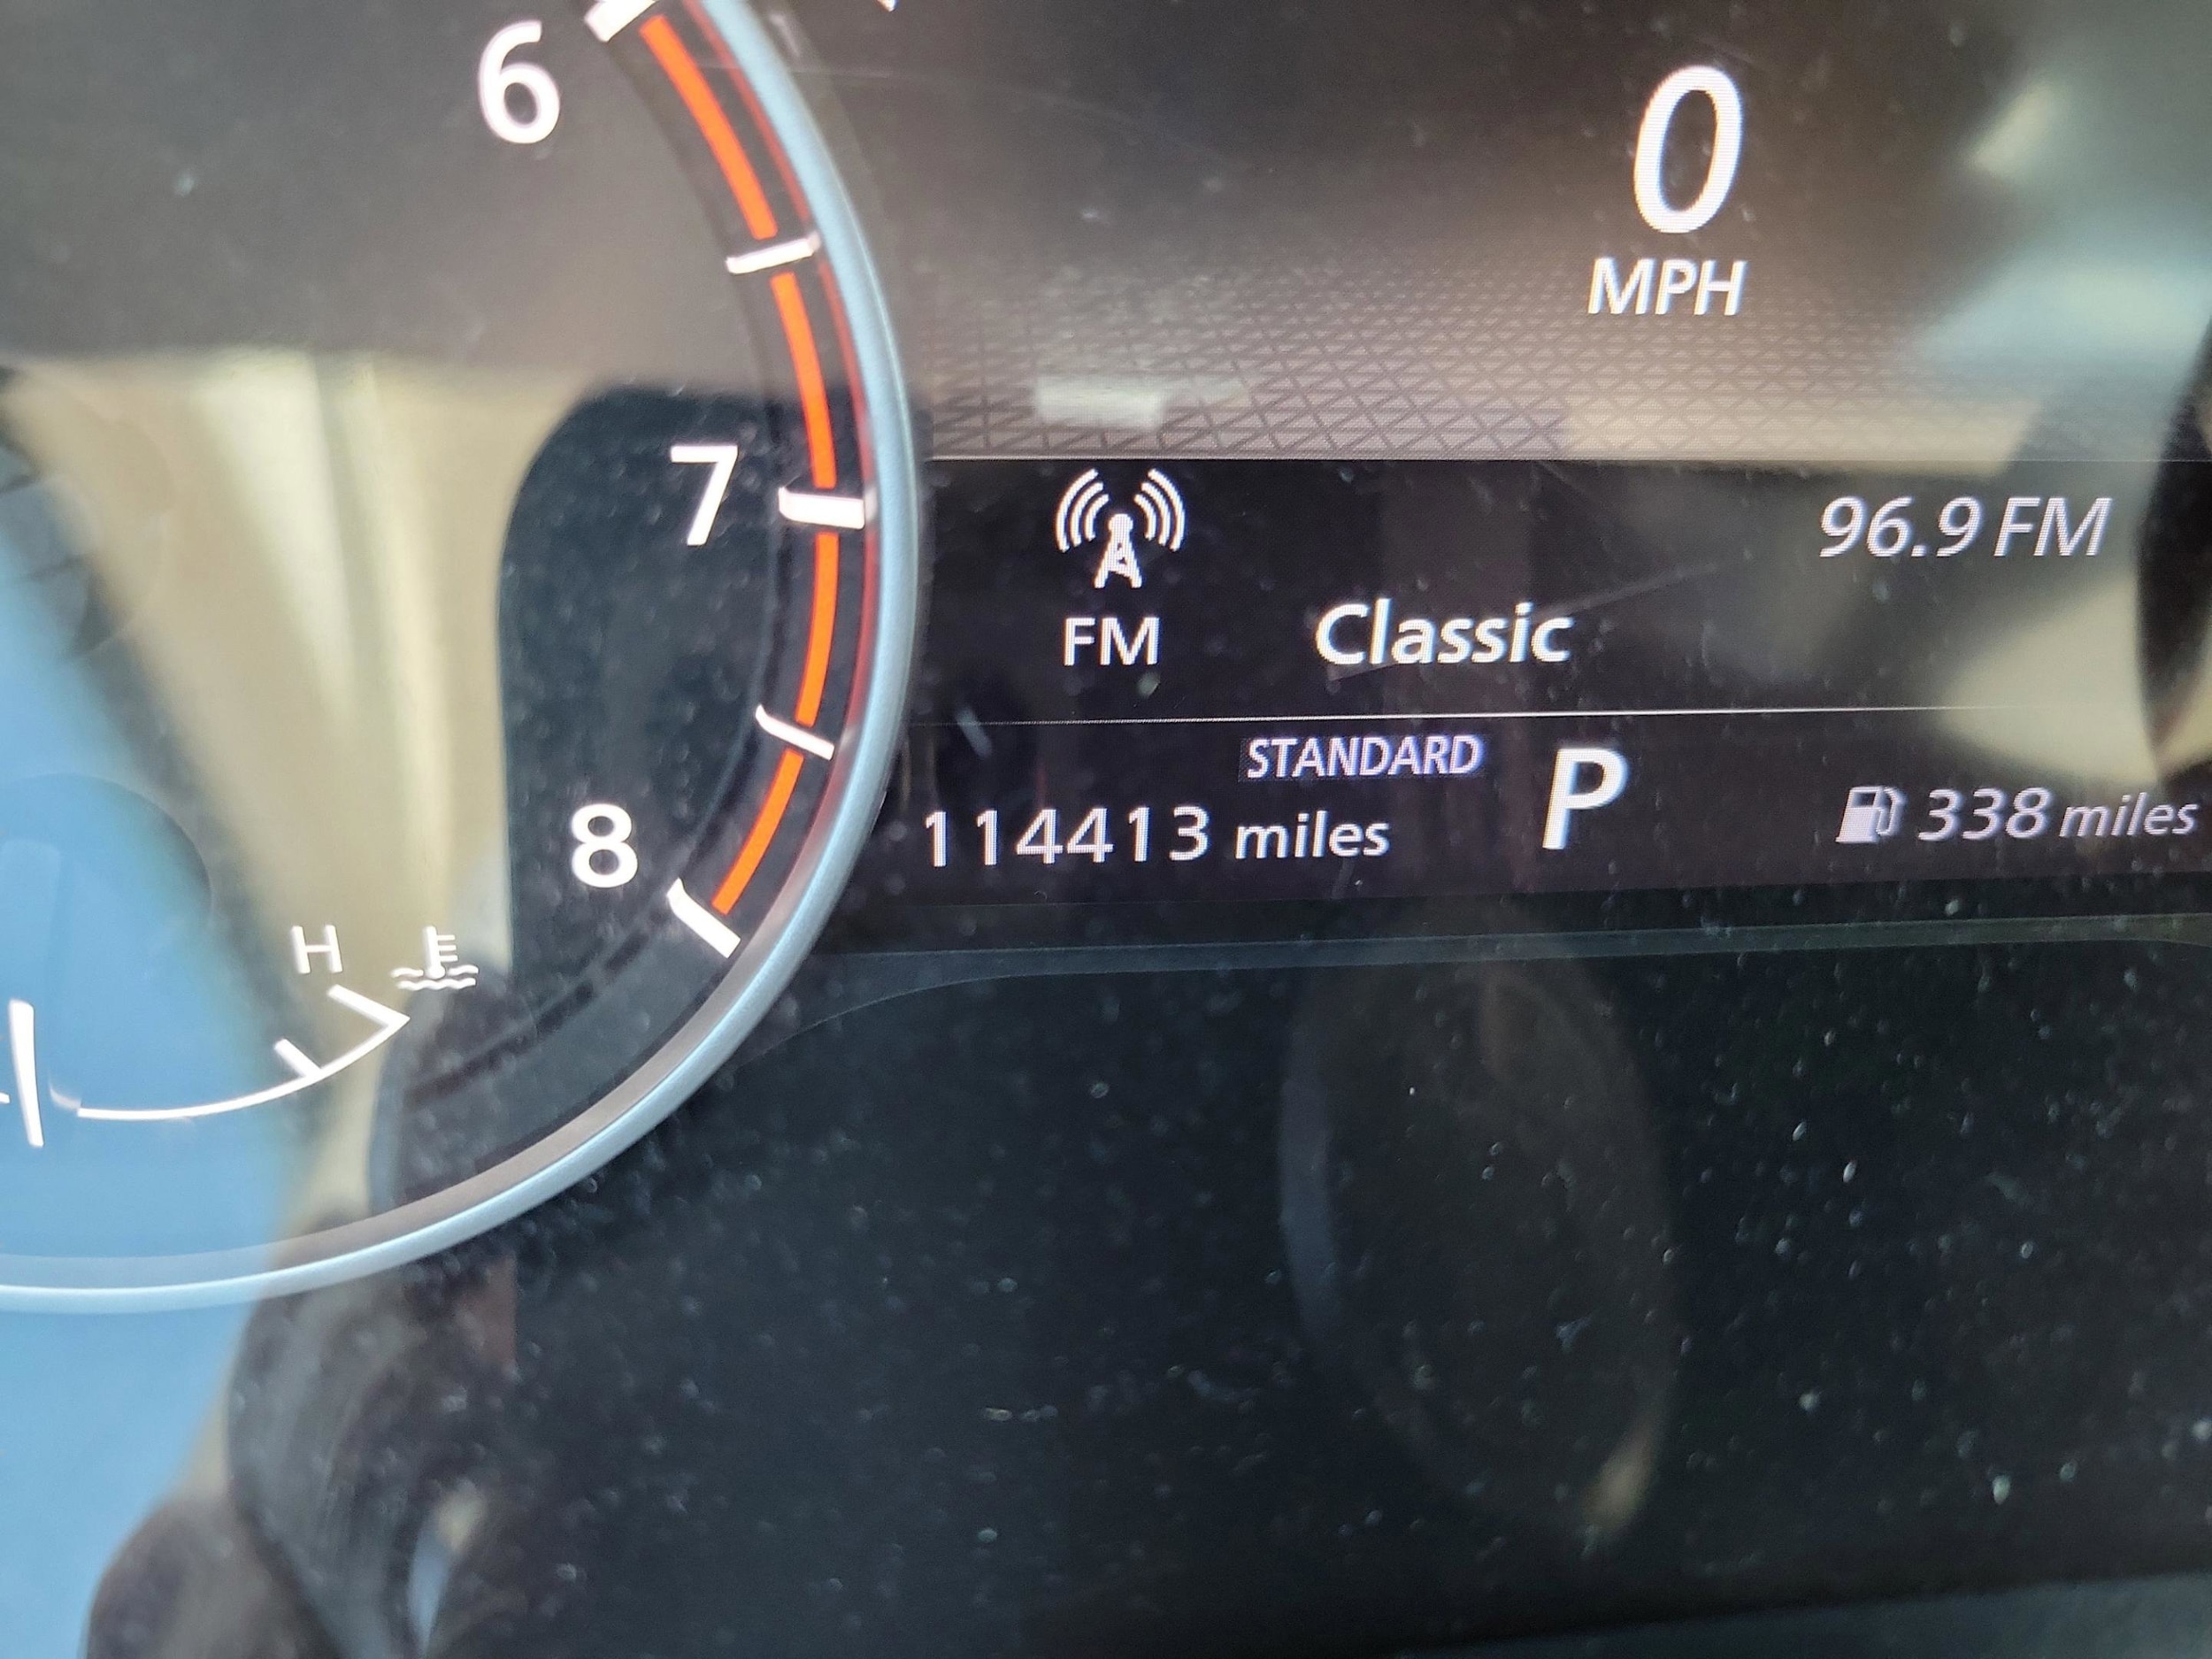 6
0
MPH
7
96.9 FM
FM
Classic
STANDARD
P
114413 miles
338 miles
8
H